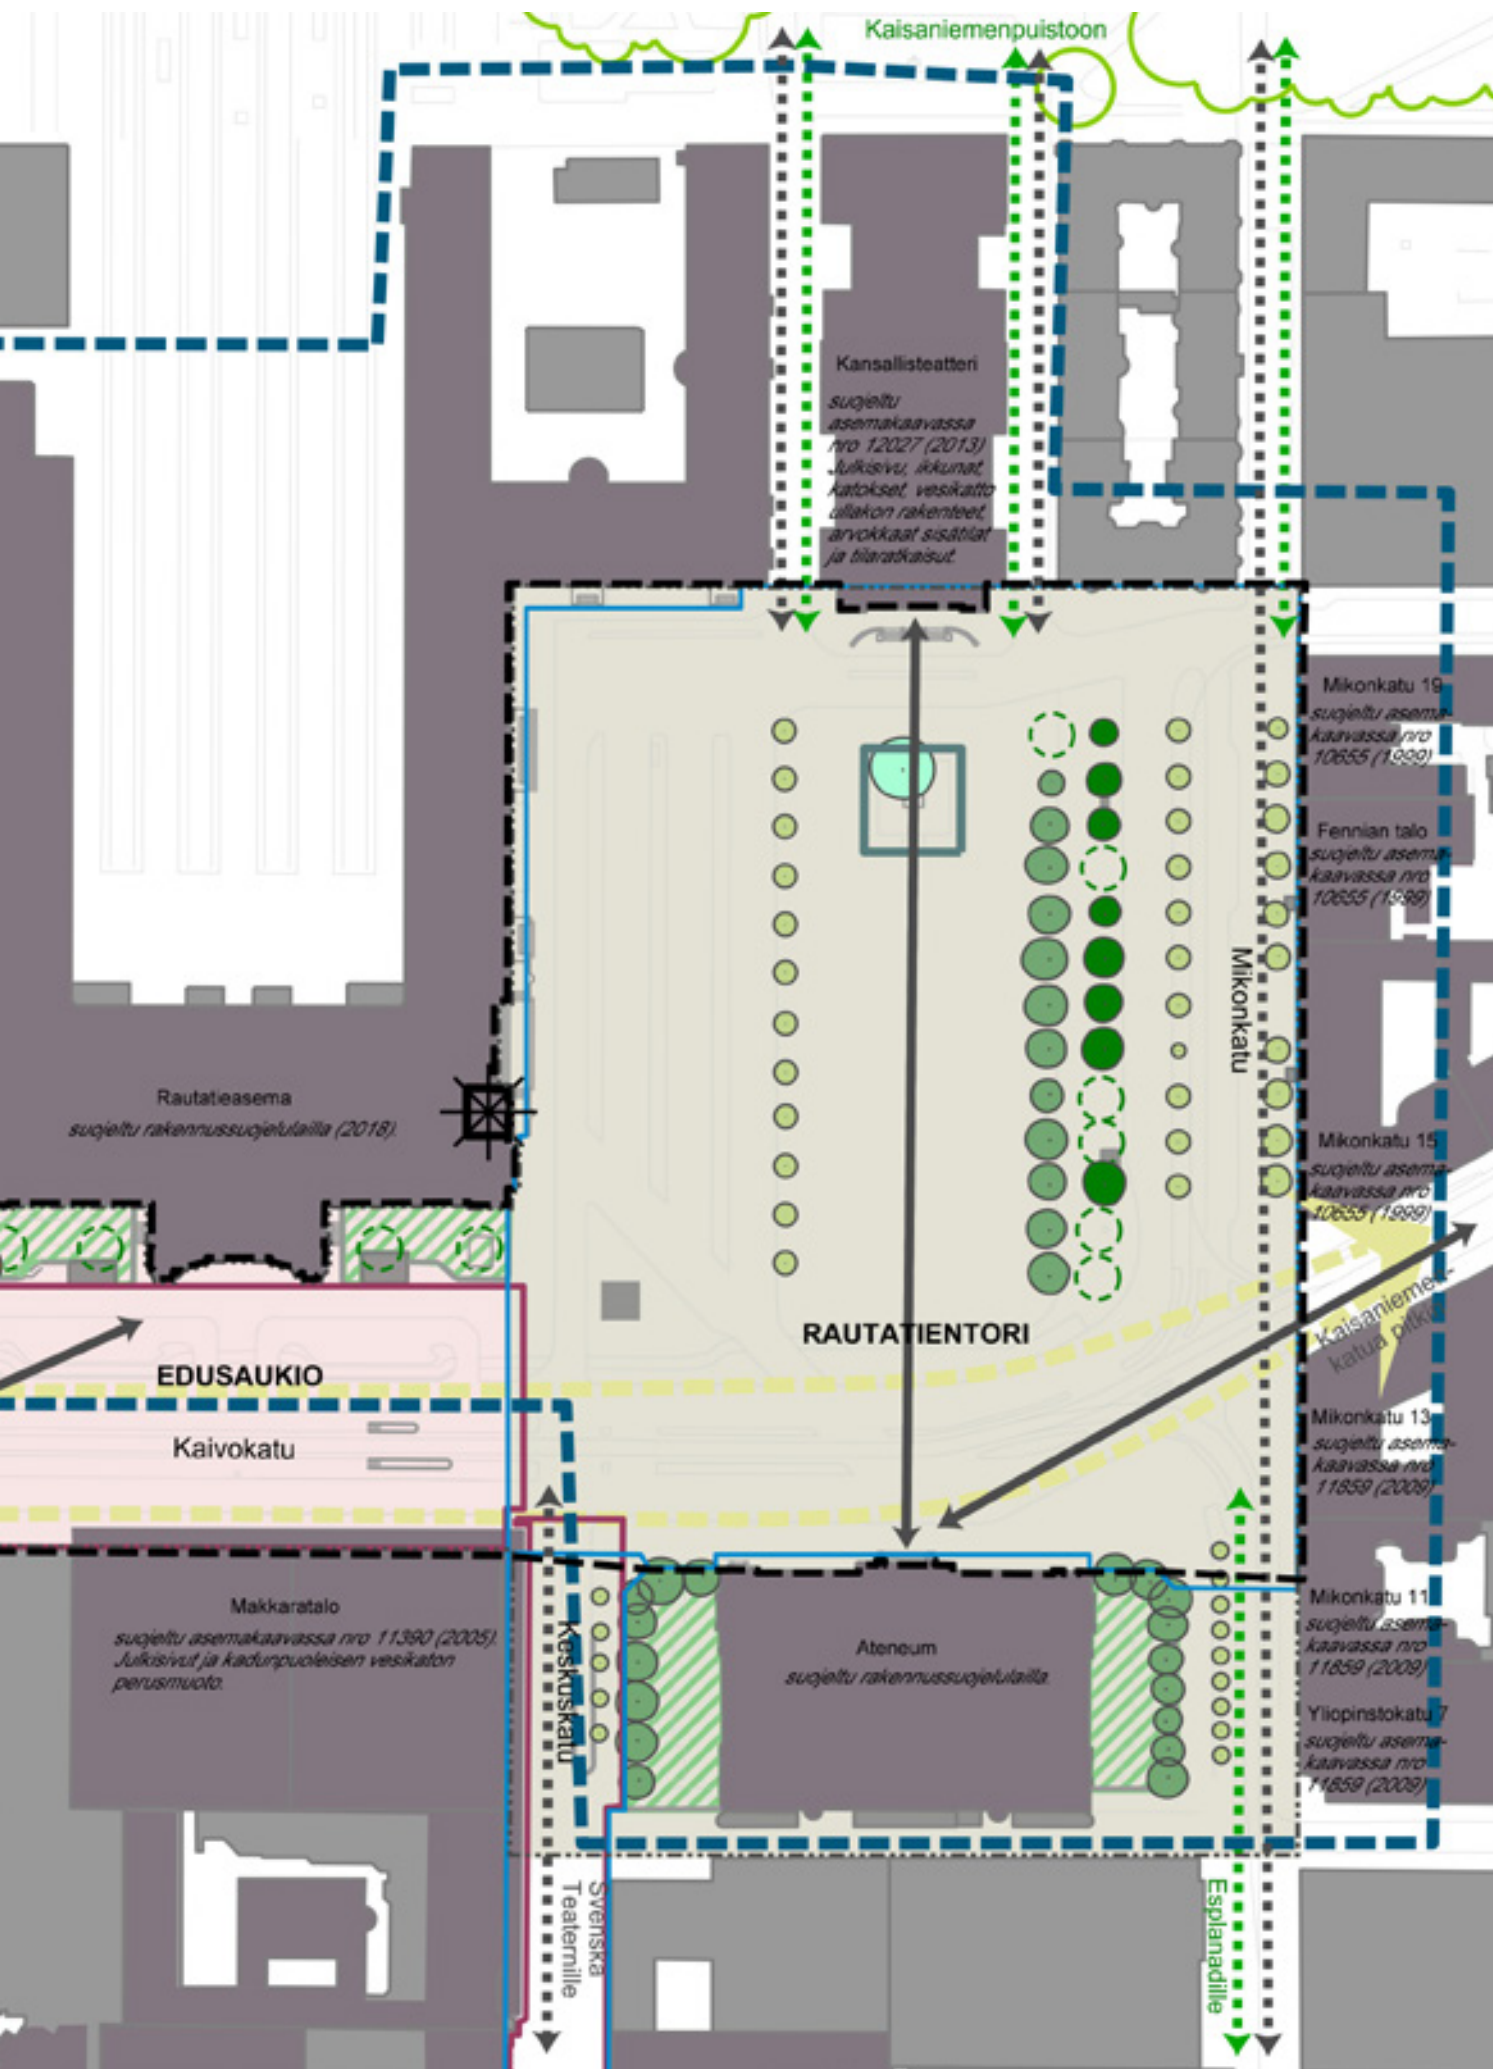 Kaisaniemenpuistoon
Kansallisteatteri
suojeltu
asemakaavassa
nro 12027 (2013)
Julkisivu, ikkunat,
katokset, vesikatto
ullakon rakenteet,
arvokkaat sisätilat
ja tilaratkaisut.
Mikonkatu 19
suojeltu asema-
kaavassa nro
10655 (1999)
Fennian talo
suojeltu asema-
kaavassa nro
10655 (1999)
Mikonkatu
Rautatieasema
suojeltu rakennussuojelulailla (2018).
Mikonkatu 15
suojeltu asema-
kaavassa nro
10655 (1999)
Kaisaniemen-
katua pitkin
RAUTATIENTORI
EDUSAUKIO
Kaivokatu
Mikonkatu 13
suojeltu asema-
kaavassa nro
11859 (2009)
Makkaratalo
suojeltu asemakaavassa nro 11390 (2005).
Julkisivut ja kadunpuoleisen vesikaton
perusmuoto.
Keskuskatu
Ateneum
suojeltu rakennussuojelulailla.
Mikonkatu 11
suojeltu asema-
kaavassa nro
11859 (2009)
Yliopinstokatu 7
suojeltu asema-
kaavassa nro
11859 (2009)
Svenska
Teaternille
Esplanadille